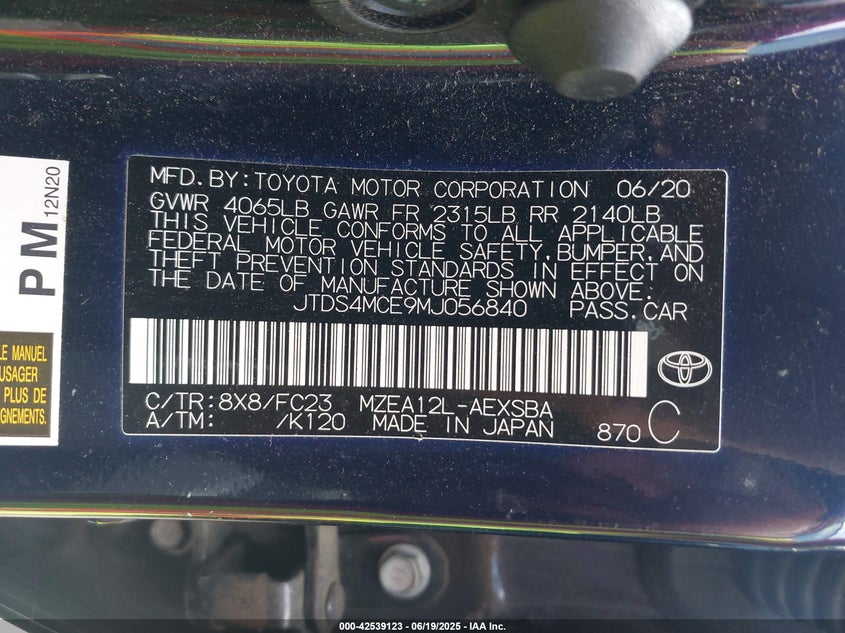 MFD.BY:TOYOTA MOTOR CORPORATION 06/20
GVWR 4065LB GAWR FR 2315LB RR 2140LB
THIS VEHICLE CONFORMS TO ALL APPLICABLE
FEDERAL MOTOR VEHICLE SAFETY,BUMPER,AND
THEFT PREVENTION STANDARDS IN EFFECT ON
THE DATE OF MANUFACTURE SHOWN ABOVE.
JTDS4MCE9MJ056840 PASS.CAR
C/TR:8X8/FC23 MZEA12L-AEXSBA
A/TM: /K120 MADE IN JAPAN 870 C
PM 12N20
LE MANUEL
USAGER
PLUS DE
GNEMENTS.
000-42539123 - 06/19/2025 - IAA Inc.